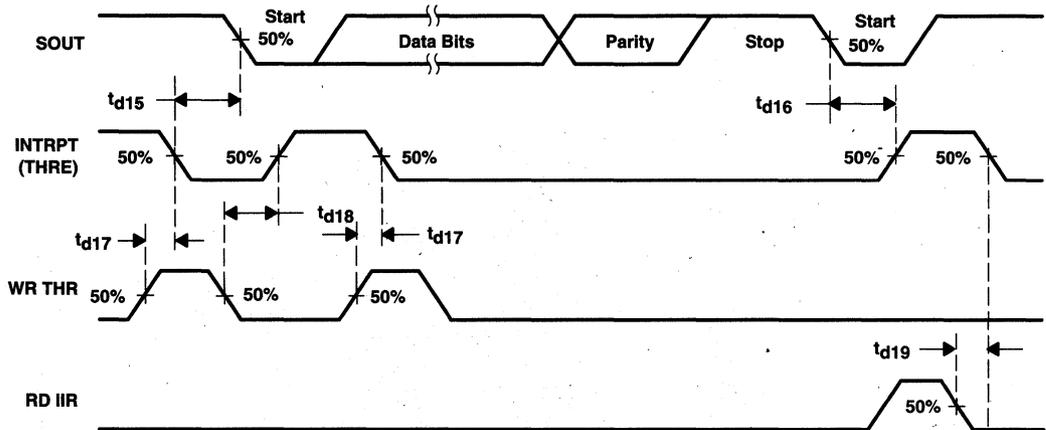 SOUT
Start
50%
Data Bits
Parity
Stop
Start
50%
td15
td16
INTRPT
(THRE)
50%
50%
50%
50%
50%
td17
td18
td17
WR THR
50%
50%
50%
td19
RD IIR
50%